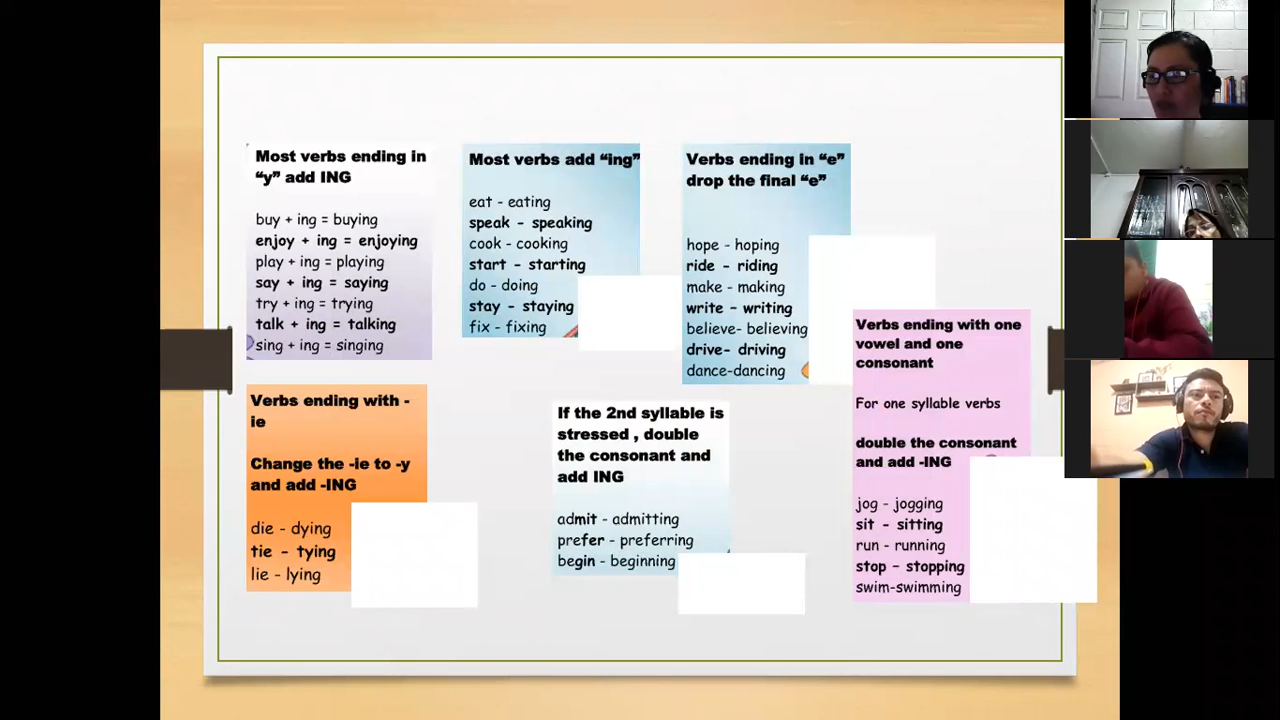 Most verbs ending in
“y” add ING
buy + ing = buying
enjoy + ing = enjoying
play + ing = playing
say + ing = saying
try + ing = trying
talk + ing = talking
sing + ing = singing
Most verbs add “ing”
eat - eating
speak - speaking
cook - cooking
start - starting
do - doing
stay - staying
fix - fixing
Verbs ending in “e”
drop the final “e”
hope - hoping
ride - riding
make - making
write - writing
believe- believing
drive- driving
dance-dancing
Verbs ending with -
ie
Change the -ie to -y
and add -ING
die - dying
tie - tying
lie - lying
If the 2nd syllable is
stressed , double
the consonant and
add ING
admit - admitting
prefer - preferring
begin - beginning
Verbs ending with one
vowel and one
consonant
For one syllable verbs
double the consonant
and add -ING
jog - jogging
sit - sitting
run - running
stop - stopping
swim-swimming